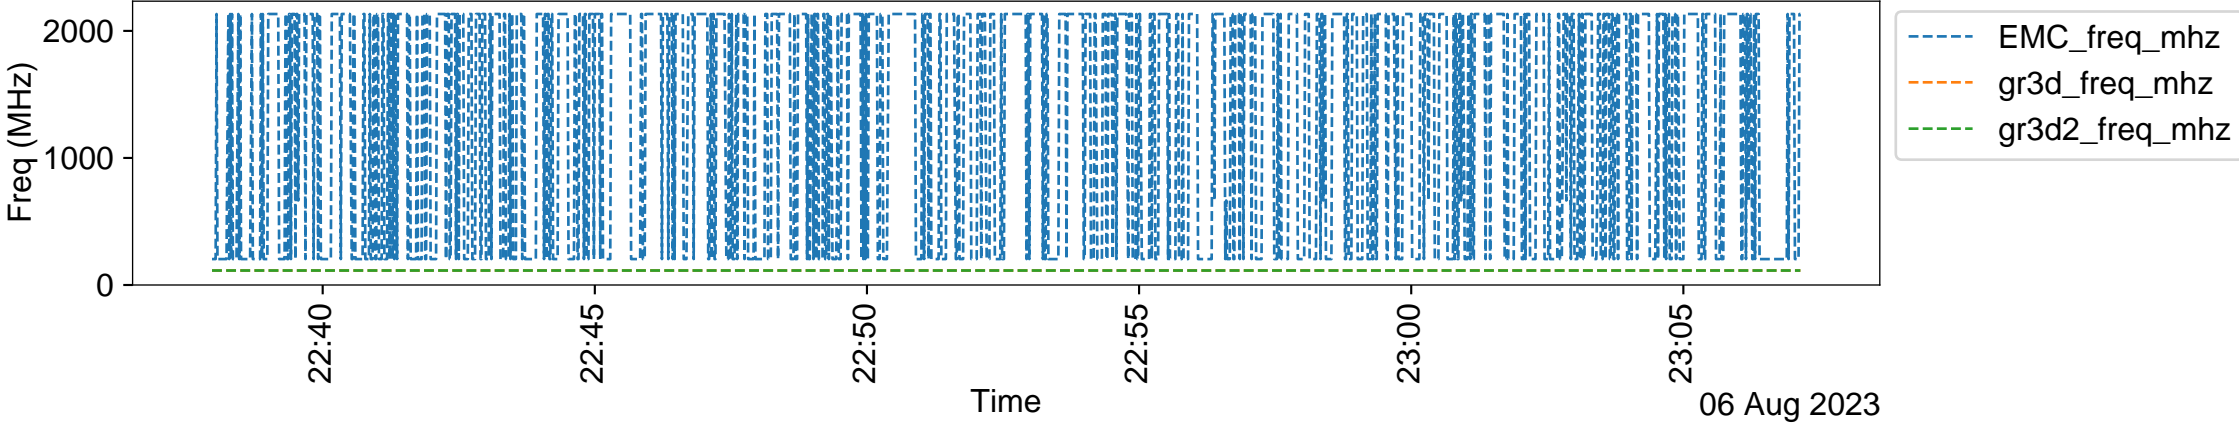 Freq (MHz)
2000
1000
0
22:40
22:45
22:50
22:55
23:00
23:05
Time
06 Aug 2023
EMC_freq_mhz
gr3d_freq_mhz
gr3d2_freq_mhz